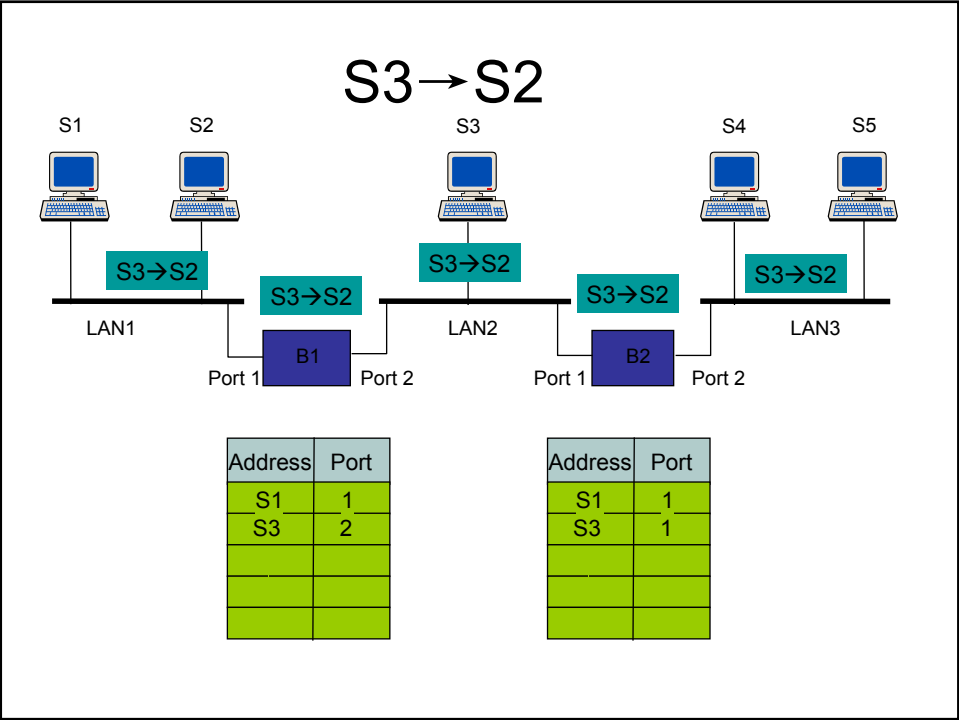 S3→S2
S1 S2 S3 S4 S5
S3→S2 S3→S2 S3→S2 S3→S2 S3→S2
LAN1 LAN2 LAN3
B1 B2
Port 1 Port 2 Port 1 Port 2
Address Port Address Port
S1 1 S1 1
S3 2 S3 1